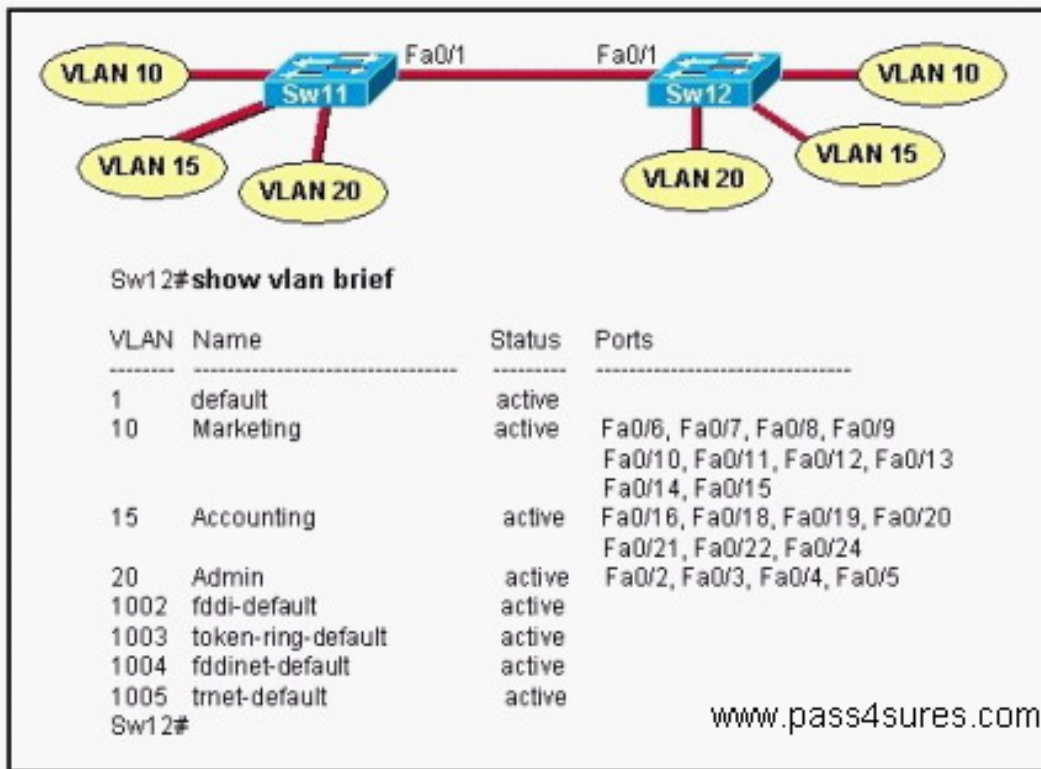 Fa0/1 Fa0/1
VLAN 10 Sw11 Sw12 VLAN 10
VLAN 15 VLAN 20 VLAN 20 VLAN 15
Sw12#show vlan brief
VLAN Name Status Ports
-------- -------------------------------- --------- -------------------------------
1 default active
10 Marketing active Fa0/6, Fa0/7, Fa0/8, Fa0/9
Fa0/10, Fa0/11, Fa0/12, Fa0/13
Fa0/14, Fa0/15
15 Accounting active Fa0/16, Fa0/18, Fa0/19, Fa0/20
Fa0/21, Fa0/22, Fa0/24
20 Admin active Fa0/2, Fa0/3, Fa0/4, Fa0/5
1002 fddi-default active
1003 token-ring-default active
1004 fddinet-default active
1005 trnet-default active
Sw12#
www.pass4sures.com